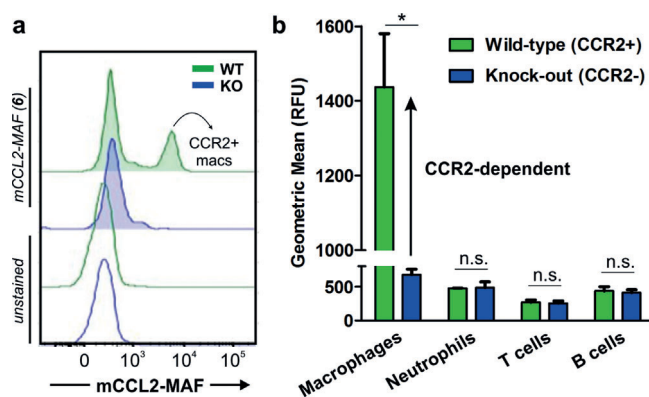 a
WT
KO
mCCL2-MAF (6)
CCR2+
macs
unstained
0 10³ 10⁴ 10⁵
mCCL2-MAF
b
Geometric Mean (RFU)
1600
1400
1200
1000
500
0
*
Wild-type (CCR2+)
Knock-out (CCR2-)
CCR2-dependent
n.s.
n.s.
n.s.
Macrophages
Neutrophils
T cells
B cells